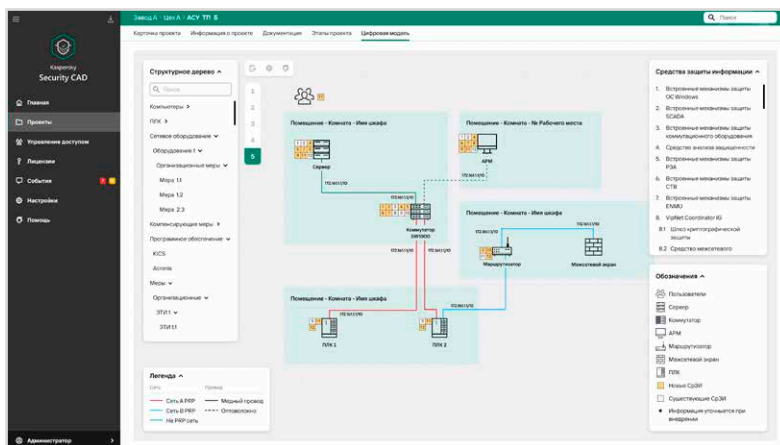 Kaspersky
Security CAD
Главная
Проекты
Управление доступом
Лицензии
События
Настройки
Помощь
Администратор
Завод А Цех А АСУ ТП Б
Поиск
Карточка проекта Информация о проекте Документация Этапы проекта Цифровая модель
Структурное дерево
Поиск
Компьютеры
ПЛК
Сетевое оборудование
Оборудование 1
Организационные меры
Мера 1.1
Мера 1.2
Мера 2.3
Компенсирующие меры
Программное обеспечение
KICS
Acronis
Меры
Организационные
ЭТИ 1.1
ЭТИ 1.1.1
1
2
3
4
5
Помещение - Комната - Имя шкафа
Сервер
Коммутатор
Помещение - Комната - № Рабочего места
АРМ
Помещение - Комната - Имя шкафа
Маршрутизатор
Межсетевой экран
Помещение - Комната - Имя шкафа
ПЛК 1
ПЛК 2
Легенда
Сеть Провод
Сеть A PRP Медный провод
Сеть B PRP Оптоволокно
Не PRP сеть
Средства защиты информации
1. Встроенные механизмы защиты
ОС Windows
2. Встроенные механизмы защиты
SCADA
3. Встроенные механизмы защиты
коммутационного оборудования
4. Средство анализа защищенности
5. Встроенные механизмы защиты
РЗА
6. Встроенные механизмы защиты
СТВ
7. Встроенные механизмы защиты
ENMU
8. VipNet Coordinator IG
8.1 Шлюз криптографической
защиты
8.2 Средство межсетевого
Обозначения
Пользователи
Сервер
Коммутатор
АРМ
Маршрутизатор
Межсетевой экран
ПЛК
Новые СрЗИ
Существующие СрЗИ
Информация уточняется при
внедрении